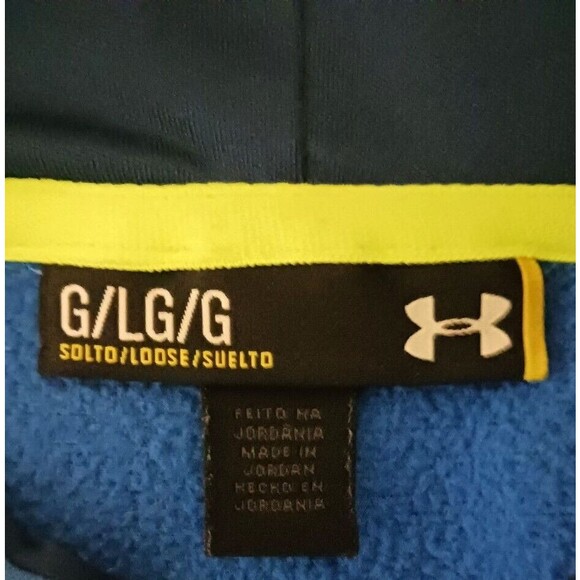 G/LG/G
SOLTO/LOOSE/SUELTO
FEITO NA
JORDÂNIA
MADE IN
JORDAN
HECHO EN
JORDANIA